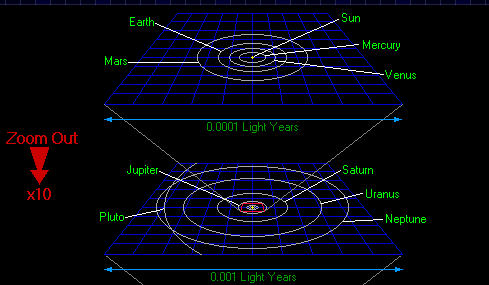 Earth
Sun
Mercury
Mars
Venus
0.0001 Light Years
Zoom Out
x10
Jupiter
Saturn
Uranus
Pluto
Neptune
0.001 Light Years